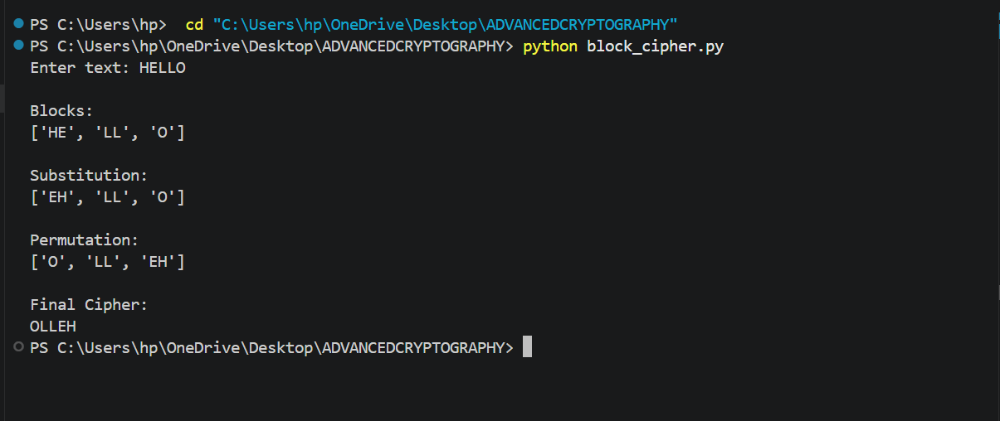 PS C:\Users\hp>  cd "C:\Users\hp\OneDrive\Desktop\ADVANCEDCRYPTOGRAPHY"
PS C:\Users\hp\OneDrive\Desktop\ADVANCEDCRYPTOGRAPHY> python block_cipher.py
Enter text: HELLO
Blocks:
['HE', 'LL', 'O']
Substitution:
['EH', 'LL', 'O']
Permutation:
['O', 'LL', 'EH']
Final Cipher:
OLLEH
PS C:\Users\hp\OneDrive\Desktop\ADVANCEDCRYPTOGRAPHY>